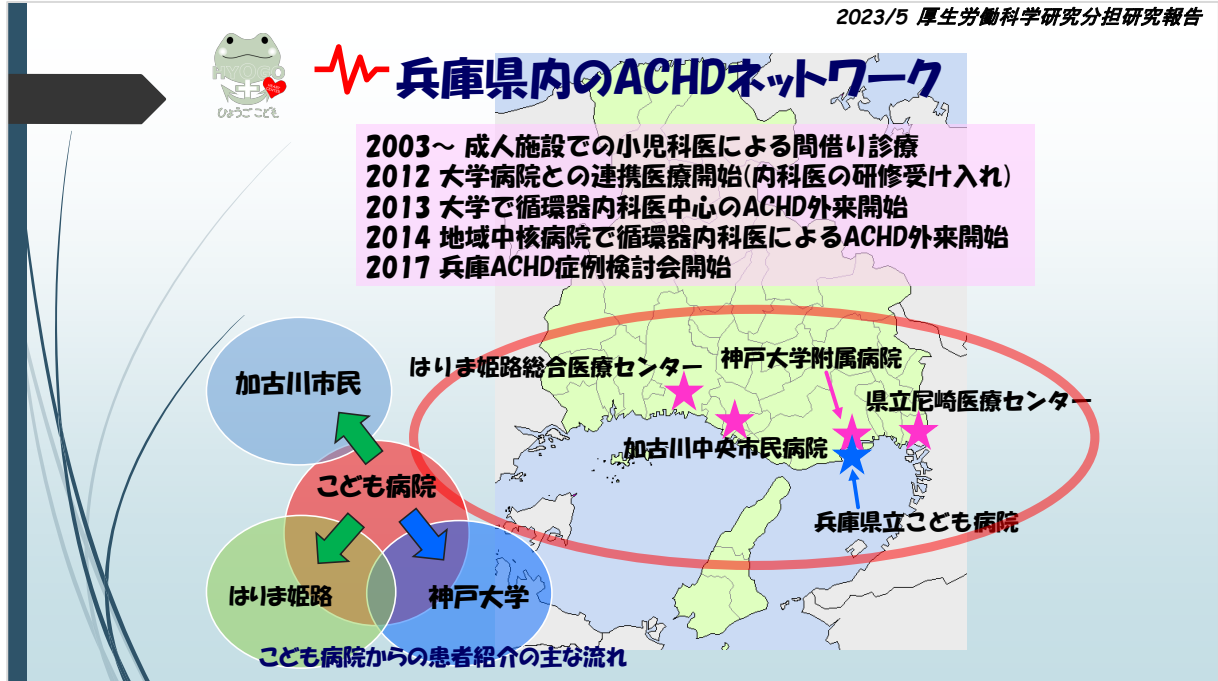 2023/5 厚生労働科学研究分担研究報告
HYOGO
HEART CENTER
ひょうごこども
兵庫県内のACHDネットワーク
2003~ 成人施設での小児科医による間借り診療
2012 大学病院との連携医療開始(内科医の研修受け入れ)
2013 大学で循環器内科医中心のACHD外来開始
2014 地域中核病院で循環器内科医によるACHD外来開始
2017 兵庫ACHD症例検討会開始
はりま姫路総合医療センター
神戸大学附属病院
県立尼崎医療センター
加古川中央市民病院
兵庫県立こども病院
加古川市民
こども病院
はりま姫路
神戸大学
こども病院からの患者紹介の主な流れ